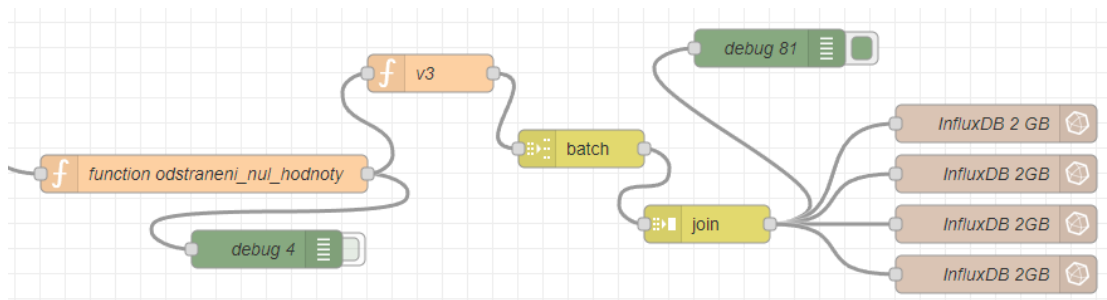 debug 81
v3
InfluxDB 2 GB
batch
function odstraneni_nul_hodnoty
InfluxDB 2GB
join
InfluxDB 2GB
debug 4
InfluxDB 2GB